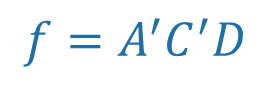 f = A′C′D